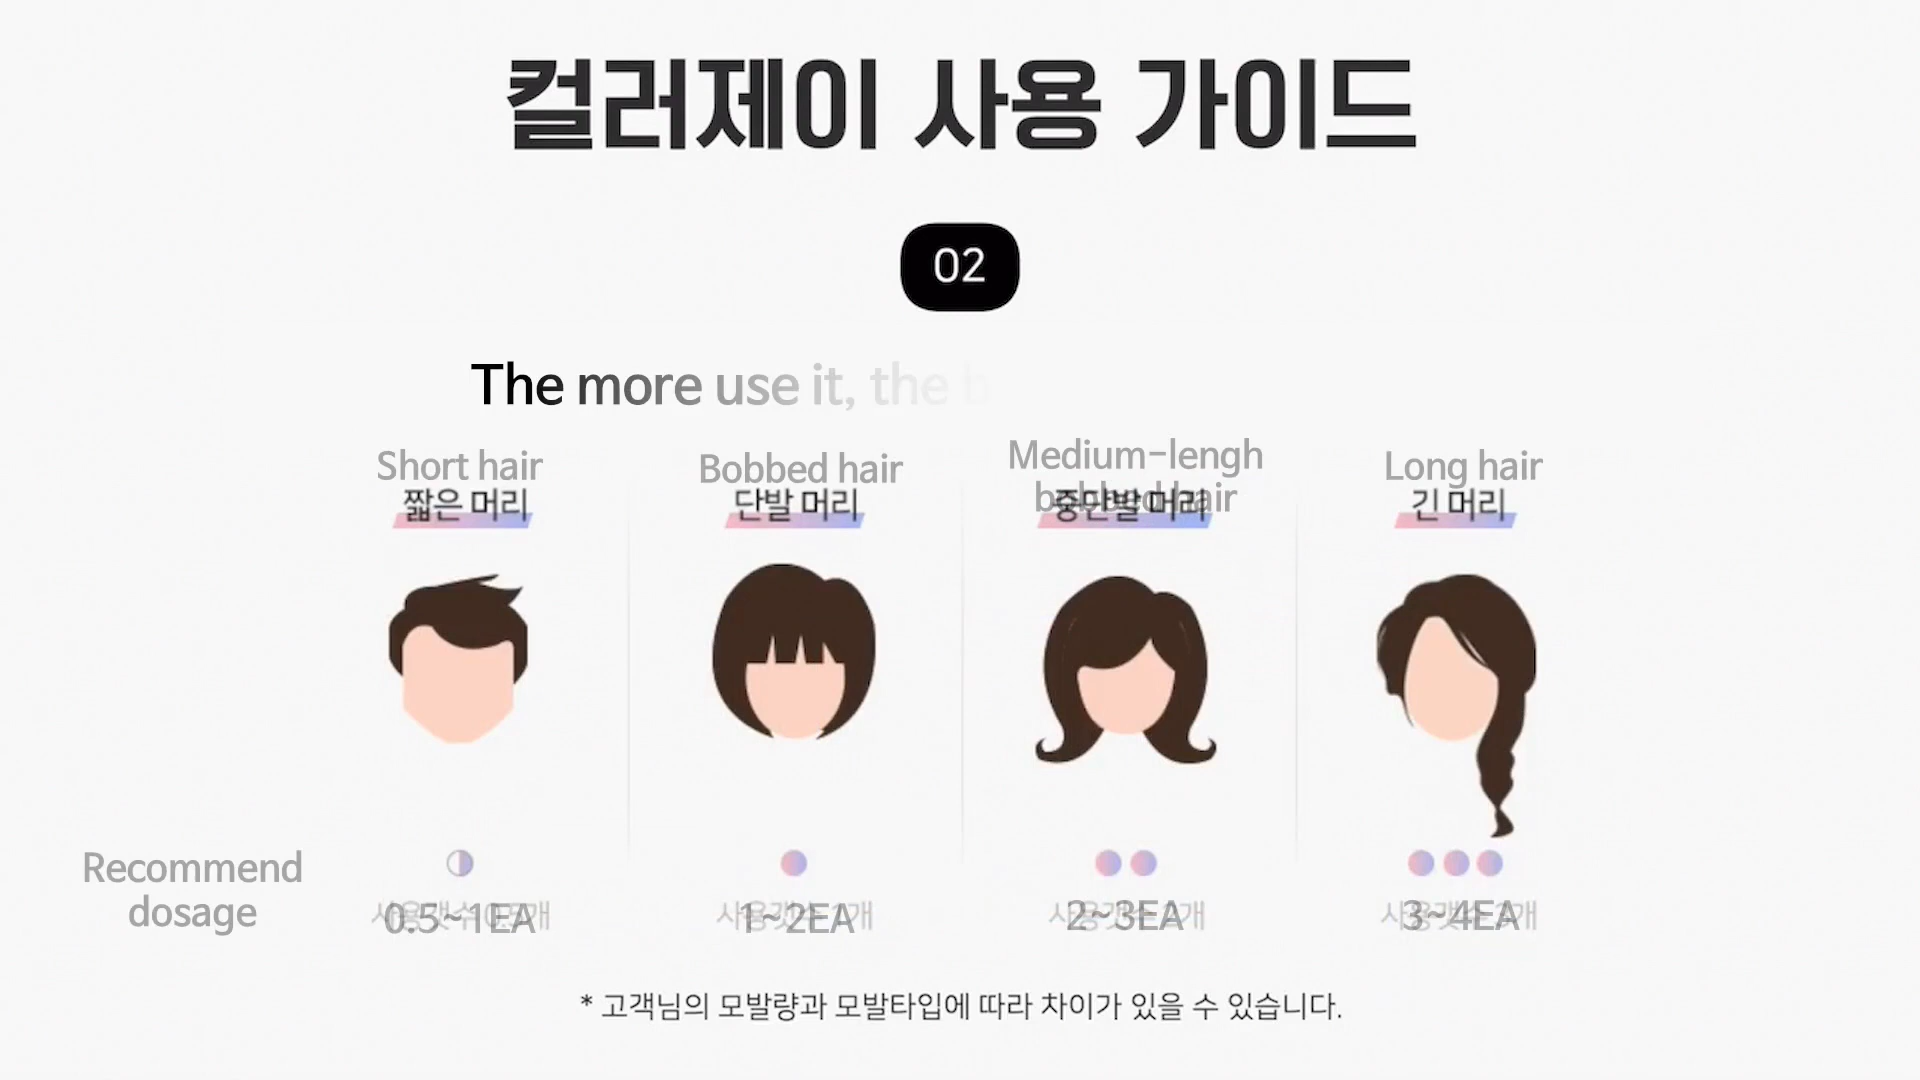 컬러제이 사용 가이드
02
The more use it, the b
Short hair
Bobbed hair
Medium-lengh
bobbed hair
Long hair
짧은 머리
단발 머리
중단발 머리
긴 머리
Recommend
dosage
0.5~1EA
1~2EA
2~3EA
3~4EA
* 고객님의 모발량과 모발타입에 따라 차이가 있을 수 있습니다.